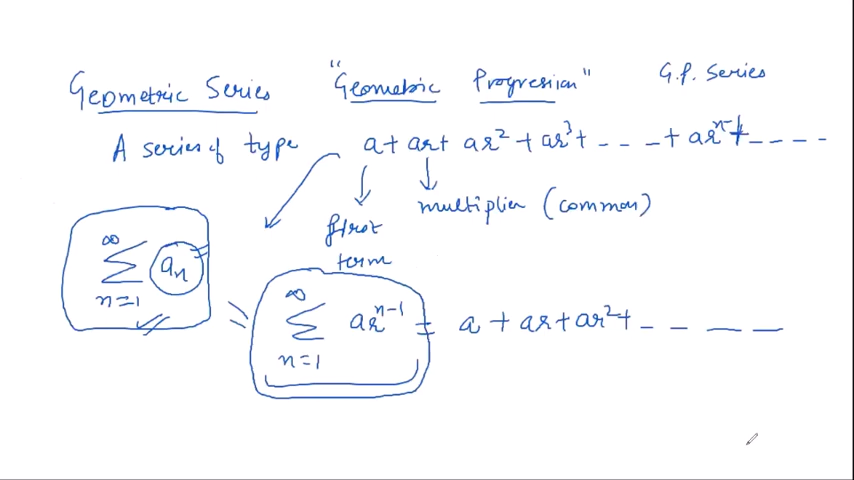 Geometric Series "Geometric Progression" G.P. Series
A series of type a + ar + ar² + ar³ + - - - + arⁿ⁻¹ + - - - -
first term
multiplier (common)
∞ ∑ n=1 aₙ = ∞ ∑ n=1 arⁿ⁻¹ = a + ar + ar² + - - - -